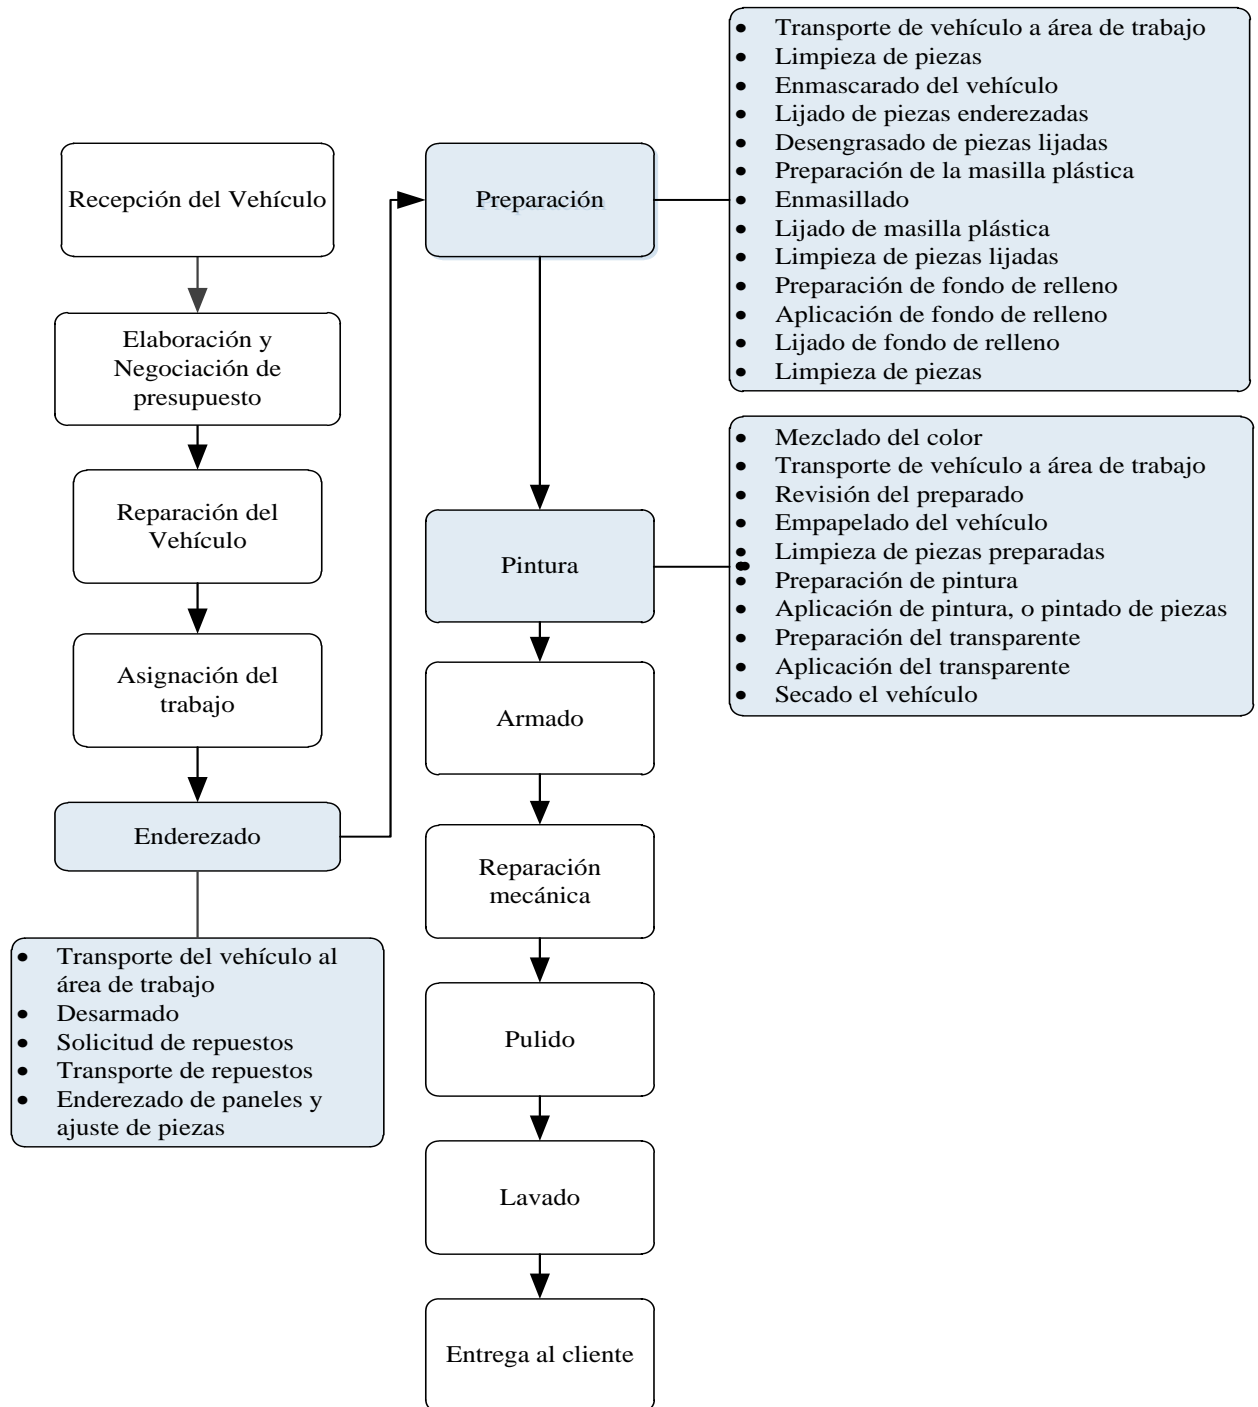 Recepción del Vehículo
Elaboración y
Negociación de
presupuesto
Reparación del
Vehículo
Asignación del
trabajo
Enderezado
• Transporte del vehículo al
área de trabajo
• Desarmado
• Solicitud de repuestos
• Transporte de repuestos
• Enderezado de paneles y
ajuste de piezas
Preparación
• Transporte de vehículo a área de trabajo
• Limpieza de piezas
• Enmascarado del vehículo
• Lijado de piezas enderezadas
• Desengrasado de piezas lijadas
• Preparación de la masilla plástica
• Enmasillado
• Lijado de masilla plástica
• Limpieza de piezas lijadas
• Preparación de fondo de relleno
• Aplicación de fondo de relleno
• Lijado de fondo de relleno
• Limpieza de piezas
Pintura
• Mezclado del color
• Transporte de vehículo a área de trabajo
• Revisión del preparado
• Empapelado del vehículo
• Limpieza de piezas preparadas
• Preparación de pintura
• Aplicación de pintura, o pintado de piezas
• Preparación del transparente
• Aplicación del transparente
• Secado el vehículo
Armado
Reparación
mecánica
Pulido
Lavado
Entrega al cliente